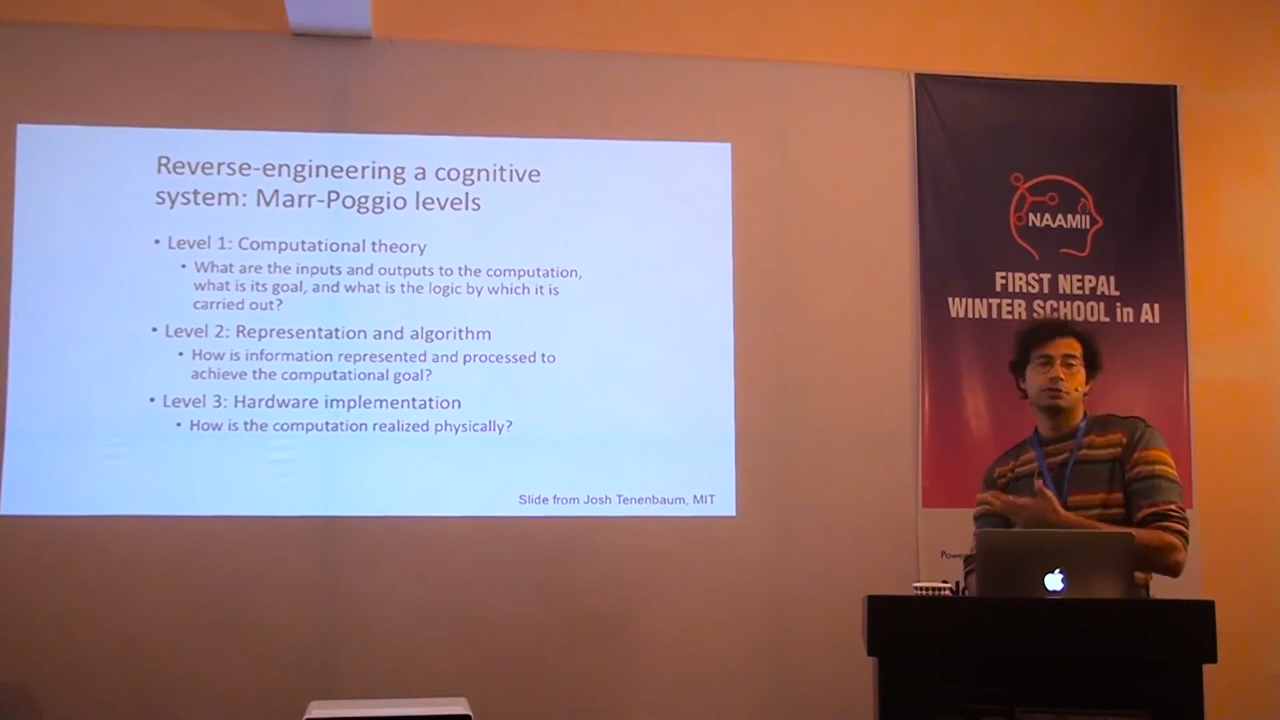 Reverse-engineering a cognitive
system: Marr-Poggio levels
• Level 1: Computational theory
• What are the inputs and outputs to the computation,
what is its goal, and what is the logic by which it is
carried out?
• Level 2: Representation and algorithm
• How is information represented and processed to
achieve the computational goal?
• Level 3: Hardware implementation
• How is the computation realized physically?
Slide from Josh Tenenbaum, MIT
NAAMII
FIRST NEPAL
WINTER SCHOOL in AI